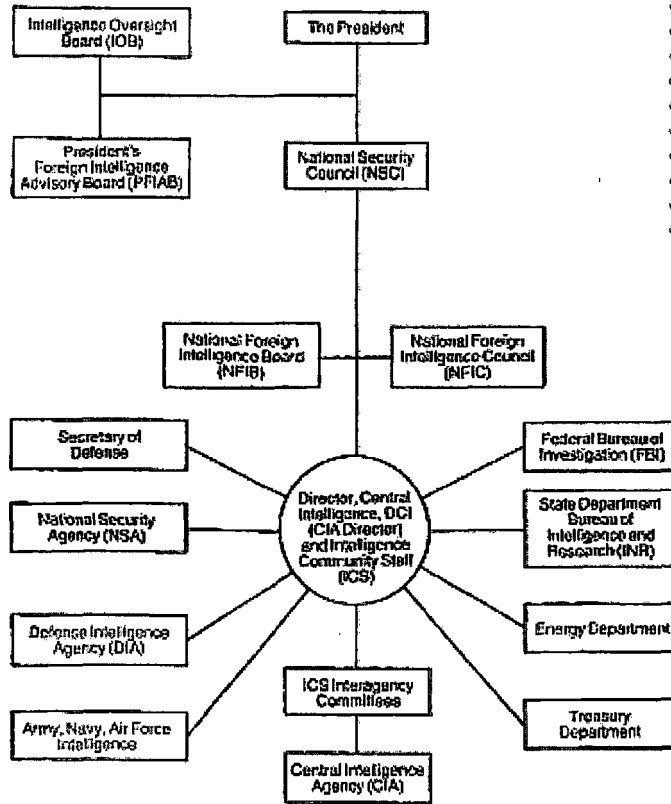 Intelligence Oversight
Board (IOB)
The President
President's
Foreign Intelligence
Advisory Board (PFIAB)
National Security
Council (NSC)
National Foreign
Intelligence Board
(NFIB)
National Foreign
Intelligence Council
(NFIC)
Secretary of
Defense
Federal Bureau of
Investigation (FBI)
Director, Central
Intelligence, DCI
(CIA Director)
and Intelligence
Community Staff
(ICS)
National Security
Agency (NSA)
State Department
Bureau of
Intelligence and
Research (INR)
Defense Intelligence
Agency (DIA)
Energy Department
ICS Interagency
Committees
Army, Navy, Air Force
Intelligence
Treasury
Department
Central Intelligence
Agency (CIA)